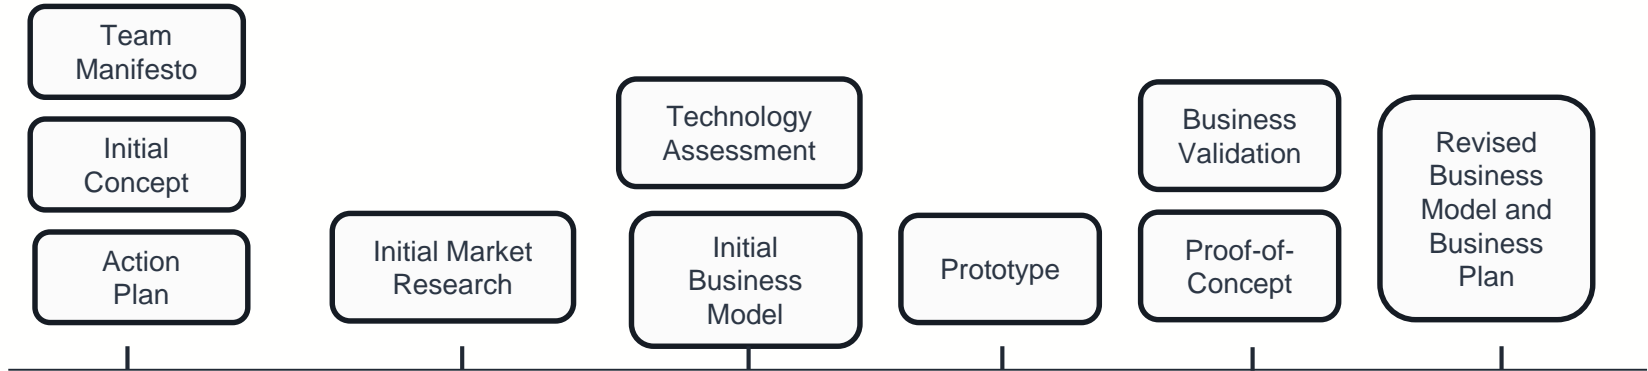 Team
Manifesto
Initial
Concept
Action
Plan
Initial Market
Research
Technology
Assessment
Initial
Business
Model
Prototype
Business
Validation
Proof-of-
Concept
Revised
Business
Model and
Business
Plan